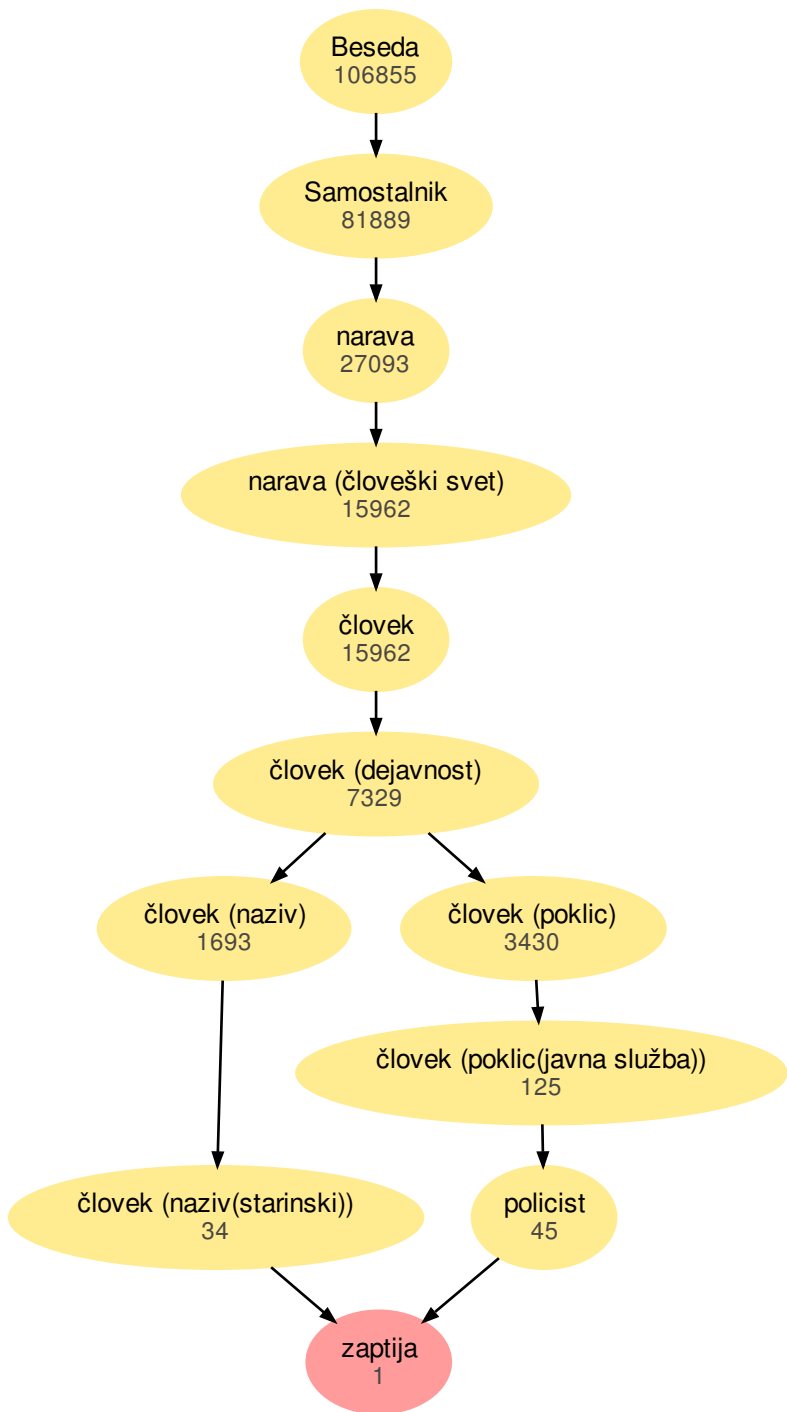 Beseda
106855
Samostalnik
81889
narava
27093
narava (človeški svet)
15962
človek
15962
človek (dejavnost)
7329
človek (naziv)
1693
človek (poklic)
3430
človek (poklic(javna služba))
125
človek (naziv(starinski))
34
policist
45
zaptija
1